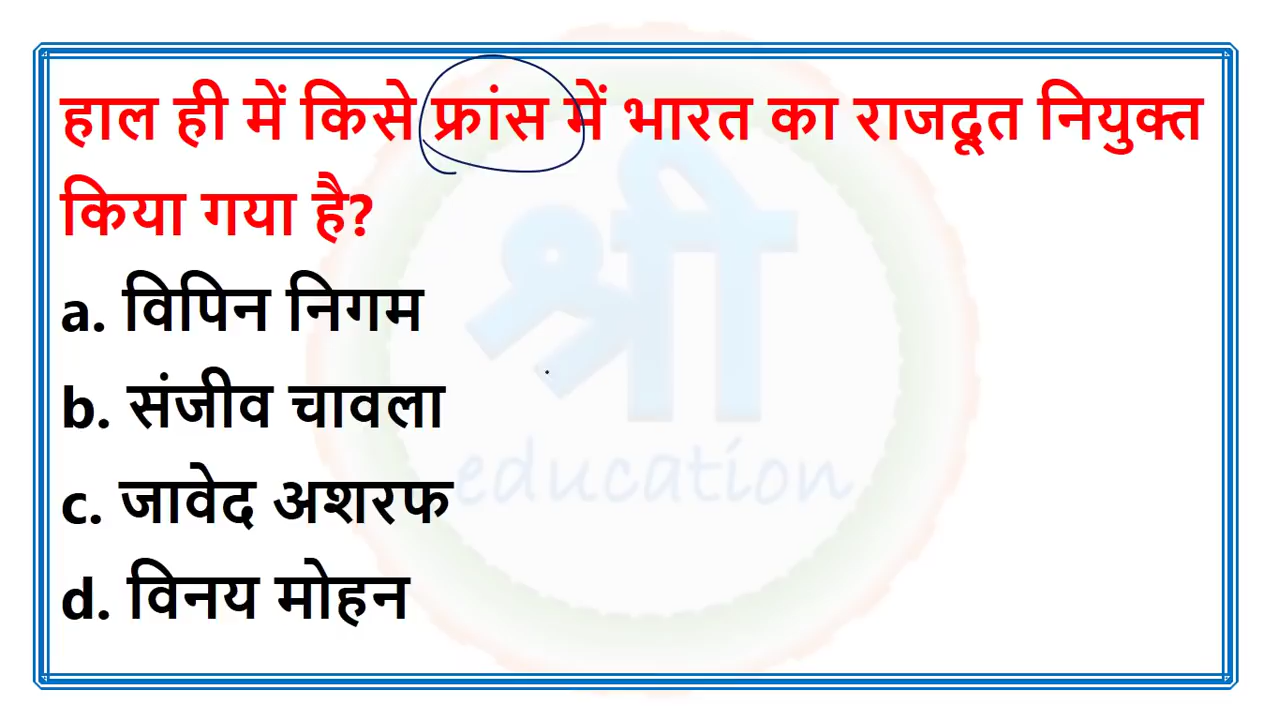 हाल ही में किसे फ्रांस में भारत का राजदूत नियुक्त
किया गया है?
a. विपिन निगम
b. संजीव चावला
c. जावेद अशरफ
d. विनय मोहन
श्री
education